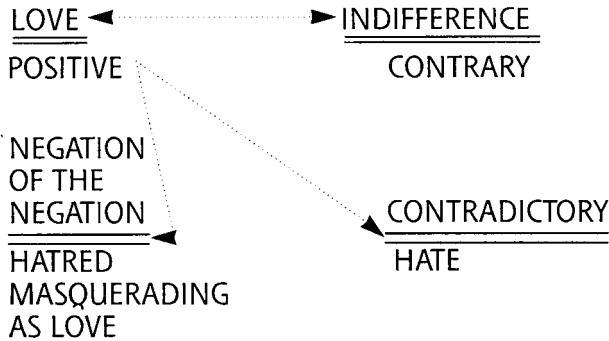 LOVE
INDIFFERENCE
POSITIVE
CONTRARY
NEGATION
OF THE
NEGATION
CONTRADICTORY
HATRED
HATE
MASQUERADING
AS LOVE